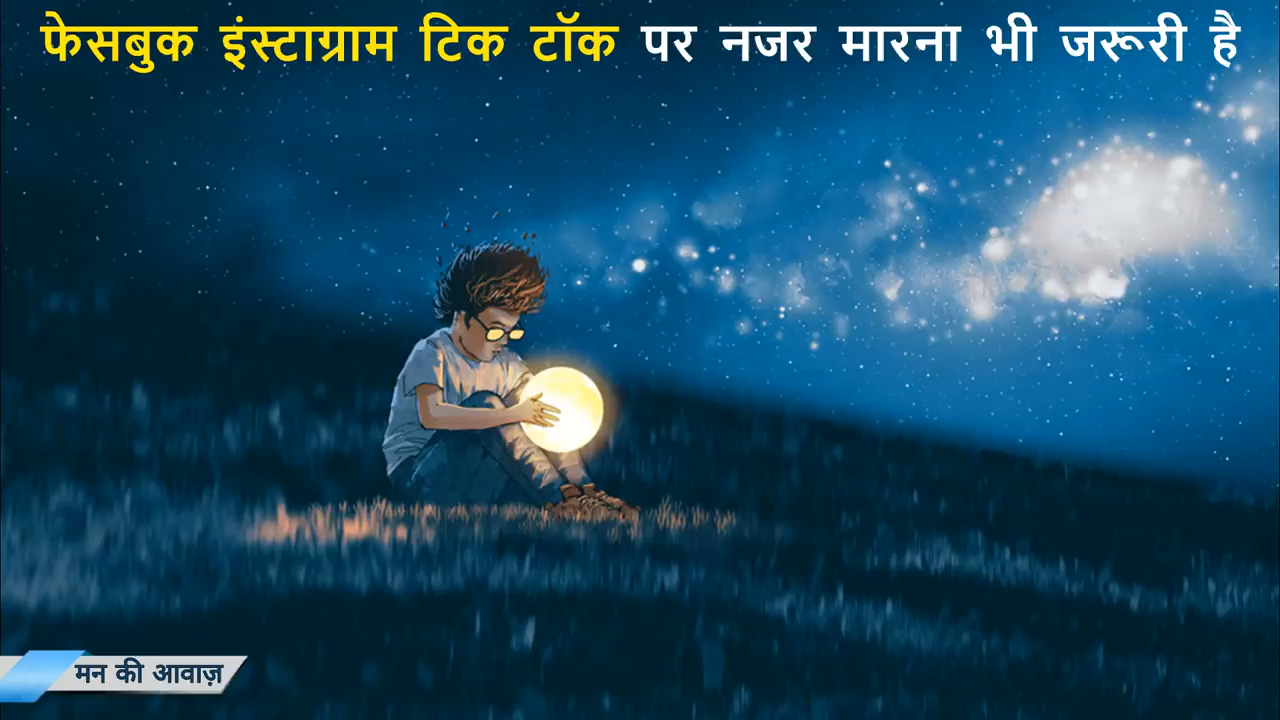 फेसबुक इंस्टाग्राम टिक टॉक पर नजर मारना भी जरूरी है
मन की आवाज़